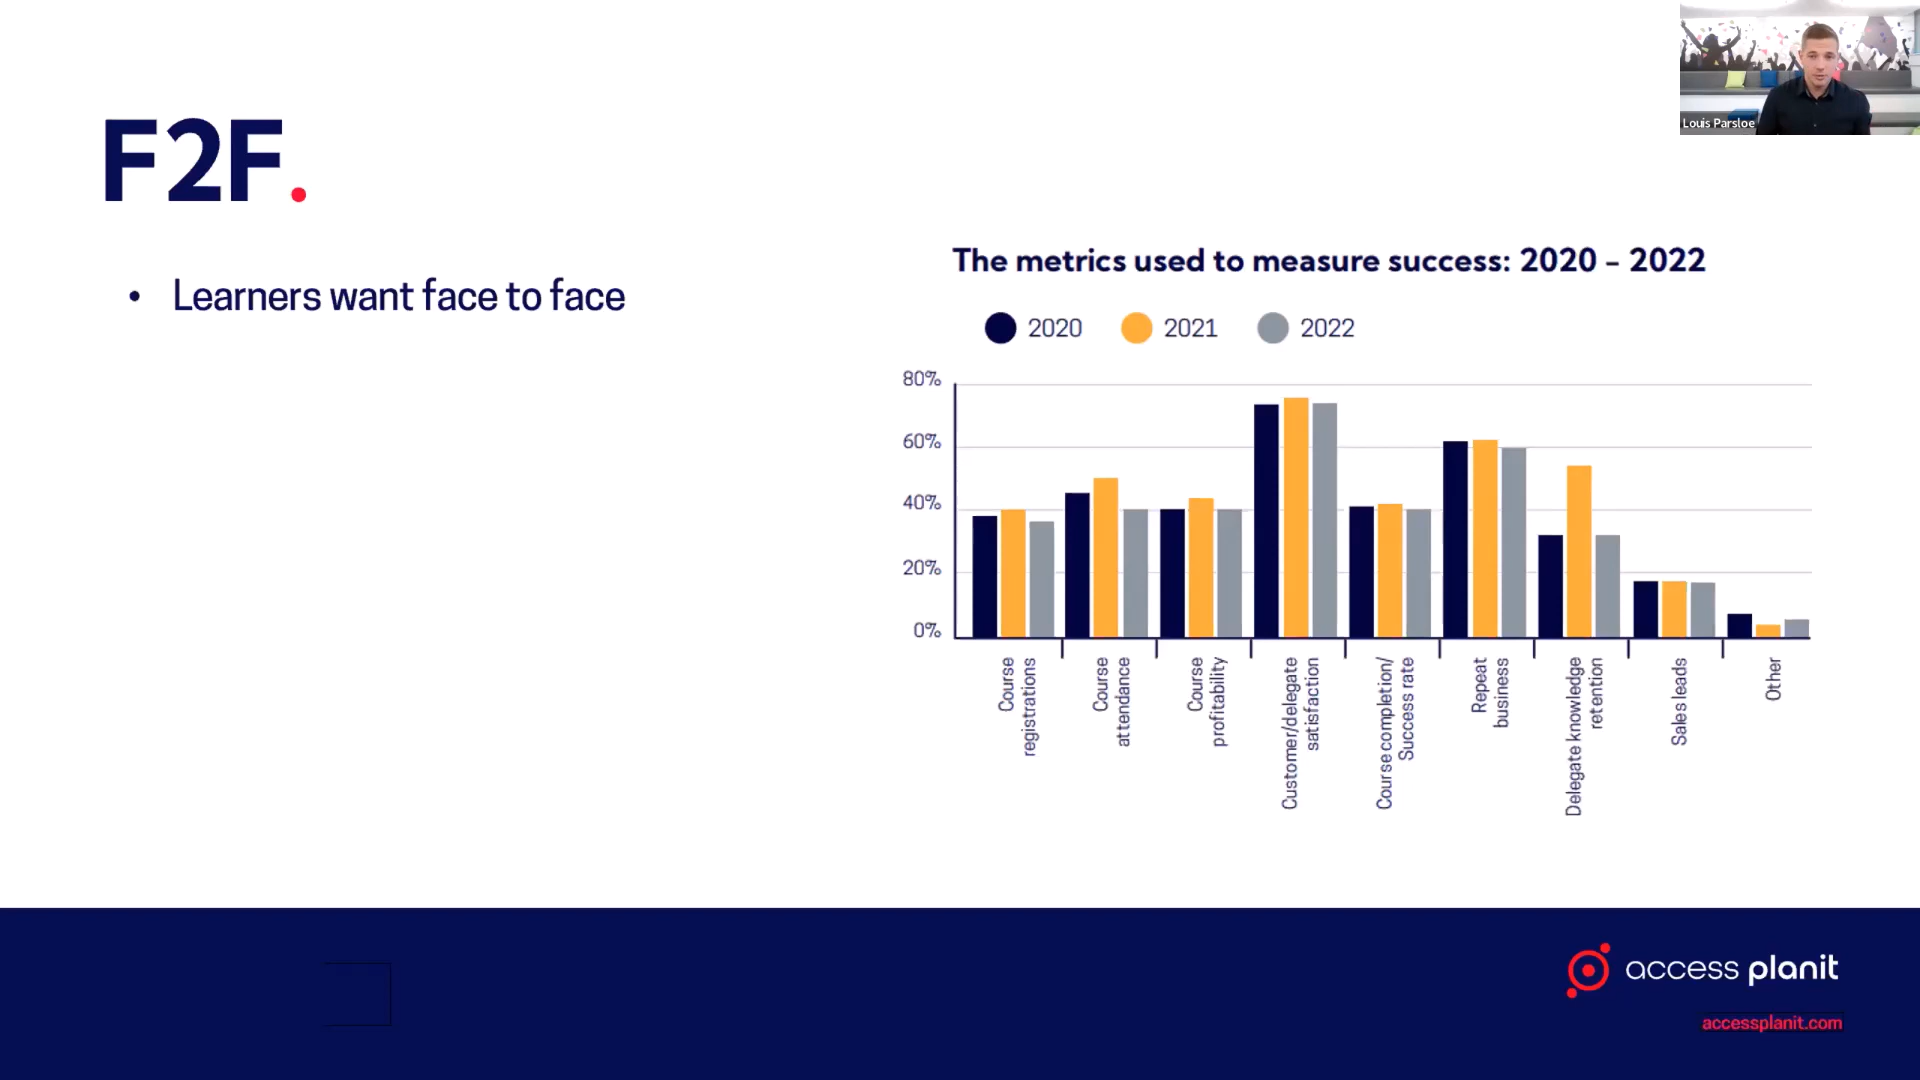 Louis Parsloe
F2F.
• Learners want face to face
The metrics used to measure success: 2020 – 2022
2020 2021 2022
80%
60%
40%
20%
0%
Course
registrations
Course
attendance
Course
profitability
Customer/delegate
satisfaction
Course completion/
Success rate
Repeat
business
Delegate knowledge
retention
Sales leads
Other
access planit
accessplanit.com